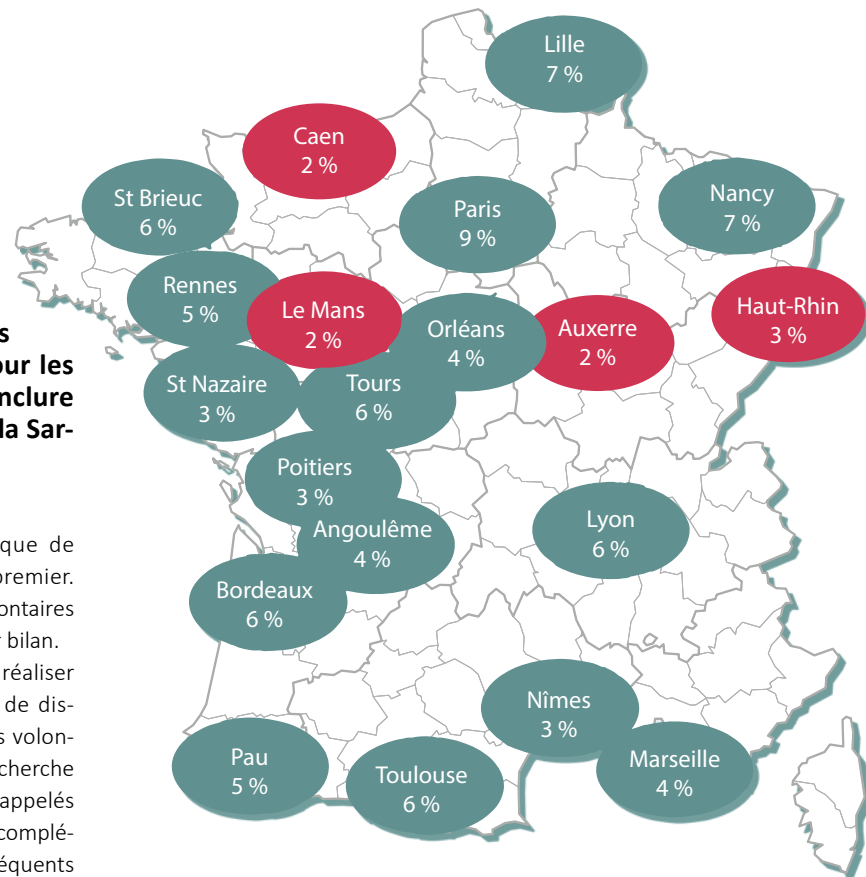 Lille
7 %
Caen
2 %
St Brieuc
6 %
Paris
9 %
Nancy
7 %
Rennes
5 %
Le Mans
2 %
Orléans
4 %
Auxerre
2 %
Haut-Rhin
3 %
St Nazaire
3 %
Tours
6 %
Poitiers
3 %
Angoulême
4 %
Lyon
6 %
Bordeaux
6 %
Nîmes
3 %
Marseille
4 %
Pau
5 %
Toulouse
6 %
s
our les
nclure
la Sar-
que de
premier.
ontaires
r bilan.
réaliser
de dis-
s volon-
cherche
appelés
complé-
équents